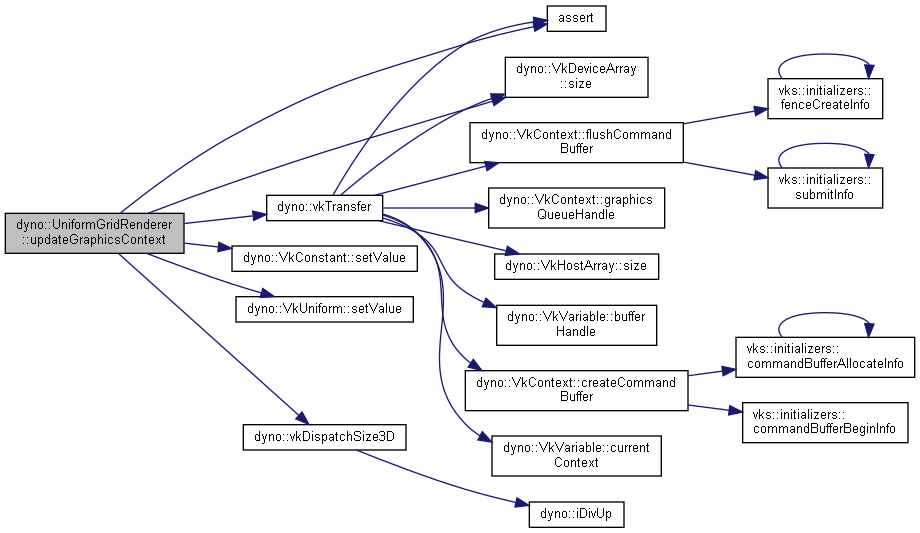 assert
dyno::VkDeviceArray
::size
vks::initializers::
fenceCreateInfo
dyno::VkContext::flushCommand
Buffer
vks::initializers::
submitInfo
dyno::vkTransfer
dyno::VkContext::graphics
QueueHandle
dyno::UniformGridRenderer
::updateGraphicsContext
dyno::VkConstant::setValue
dyno::VkHostArray::size
dyno::VkUniform::setValue
dyno::VkVariable::buffer
Handle
vks::initializers::
commandBufferAllocateInfo
dyno::VkContext::createCommand
Buffer
vks::initializers::
commandBufferBeginInfo
dyno::vkDispatchSize3D
dyno::VkVariable::current
Context
dyno::iDivUp